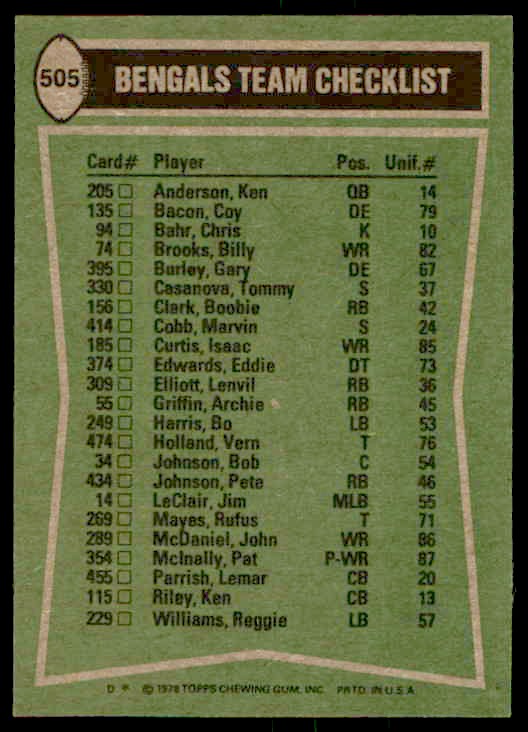 505 BENGALS TEAM CHECKLIST
Card# Player Pos. Unif.#
205 Anderson, Ken QB 14
135 Bacon, Coy DE 79
94 Bahr, Chris K 10
74 Brooks, Billy WR 82
395 Burley, Gary DE 67
330 Casanova, Tommy S 37
156 Clark, Boobie RB 42
414 Cobb, Marvin S 24
185 Curtis, Isaac WR 85
374 Edwards, Eddie DT 73
309 Elliott, Lenvil RB 36
55 Griffin, Archie RB 45
249 Harris, Bo LB 53
474 Holland, Vern T 76
34 Johnson, Bob C 54
434 Johnson, Pete RB 46
14 LeClair, Jim MLB 55
269 Mayes, Rufus T 71
289 McDaniel, John WR 86
354 McInally, Pat P-WR 87
455 Parrish, Lemar CB 20
115 Riley, Ken CB 13
229 Williams, Reggie LB 57
D * © 1978 TOPPS CHEWING GUM, INC. PRTD. IN U.S.A.